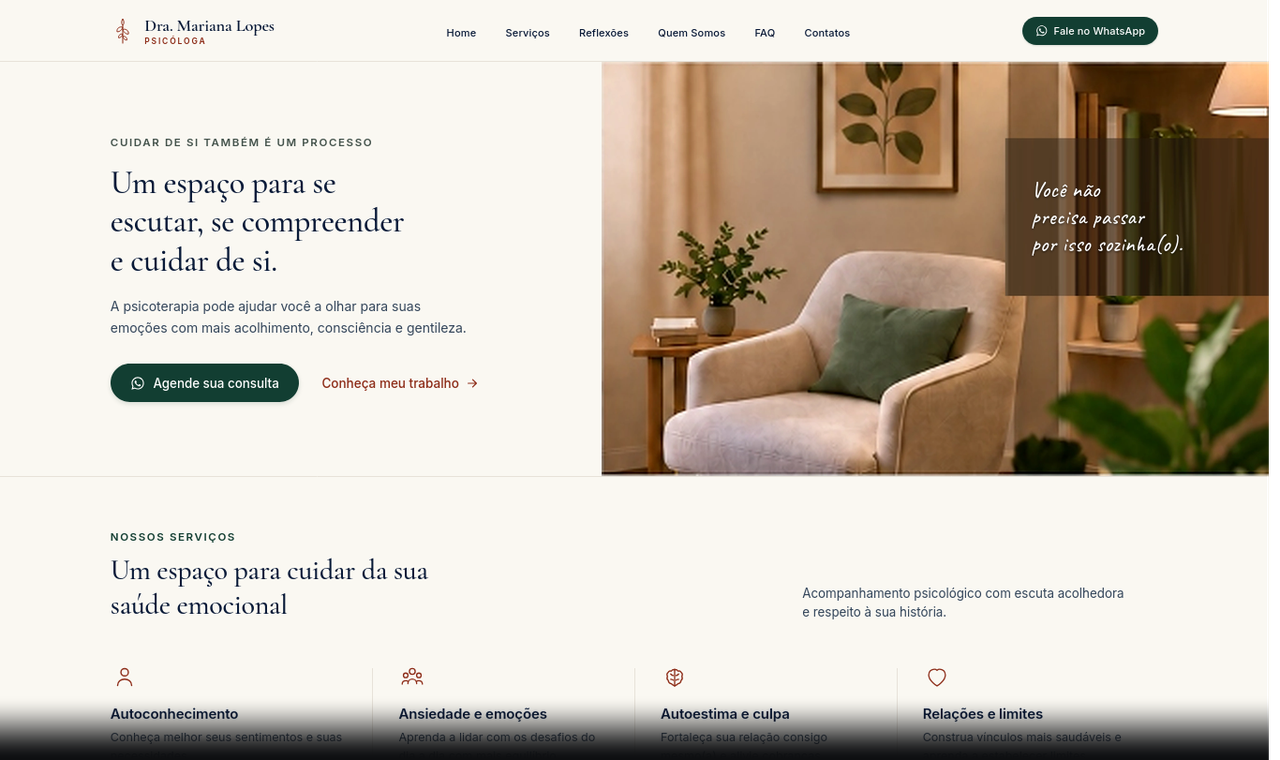 Dra. Mariana Lopes
PSICÓLOGA
Home
Serviços
Reflexões
Quem Somos
FAQ
Contatos
Fale no WhatsApp
CUIDAR DE SI TAMBÉM É UM PROCESSO
Um espaço para se
escutar, se compreender
e cuidar de si.
A psicoterapia pode ajudar você a olhar para suas
emoções com mais acolhimento, consciência e gentileza.
Agende sua consulta
Conheça meu trabalho →
Você não
precisa passar
por isso sozinha(o).
NOSSOS SERVIÇOS
Um espaço para cuidar da sua
saúde emocional
Acompanhamento psicológico com escuta acolhedora
e respeito à sua história.
Autoconhecimento
Conheça melhor seus sentimentos e suas
Ansiedade e emoções
Aprenda a lidar com os desafios do
Autoestima e culpa
Fortaleça sua relação consigo
Relações e limites
Construa vínculos mais saudáveis e